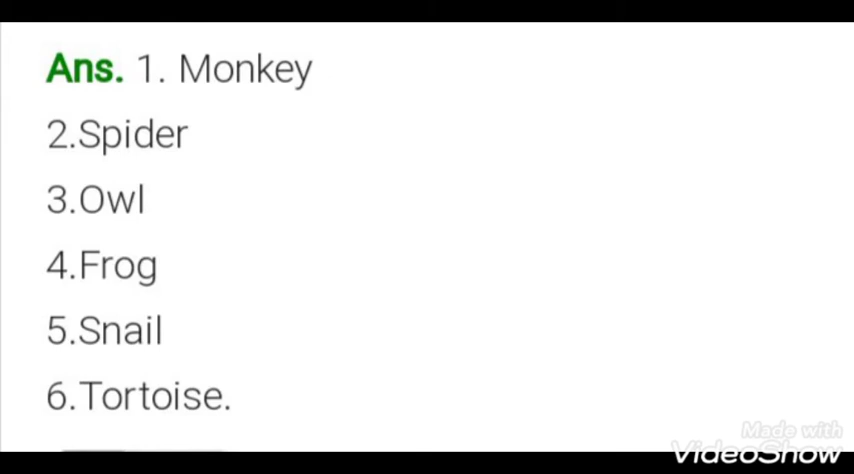 Ans. 1. Monkey
2.Spider
3.Owl
4.Frog
5.Snail
6.Tortoise.
Made with
VideoShow